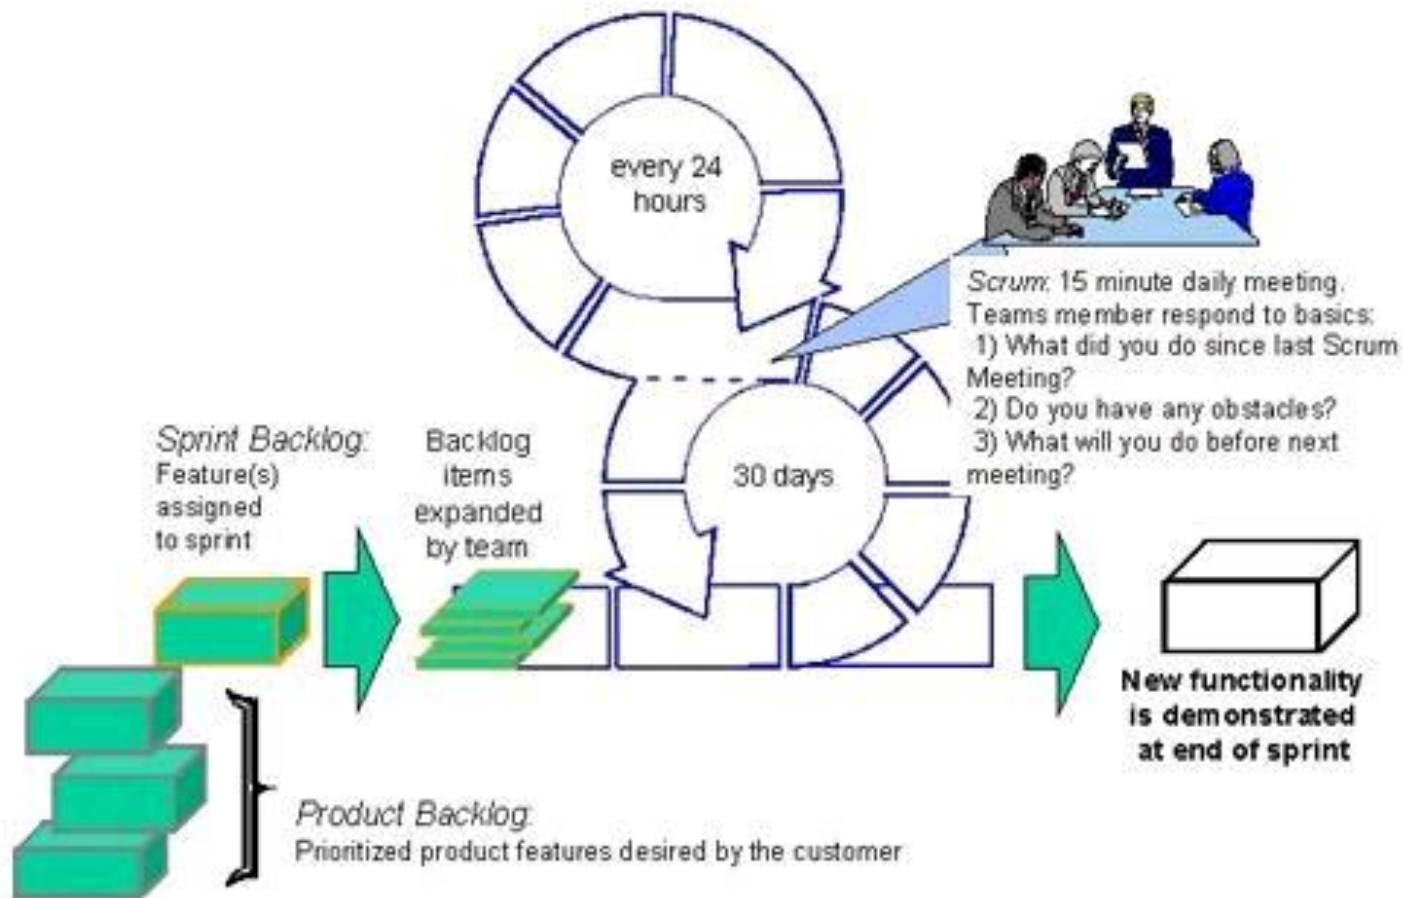 every 24
hours
Scrum: 15 minute daily meeting.
Teams member respond to basics:
1) What did you do since last Scrum
Meeting?
2) Do you have any obstacles?
3) What will you do before next
meeting?
Sprint Backlog:
Feature(s)
assigned
to sprint
Backlog
items
expanded
by team
30 days
New functionality
is demonstrated
at end of sprint
Product Backlog:
Prioritized product features desired by the customer